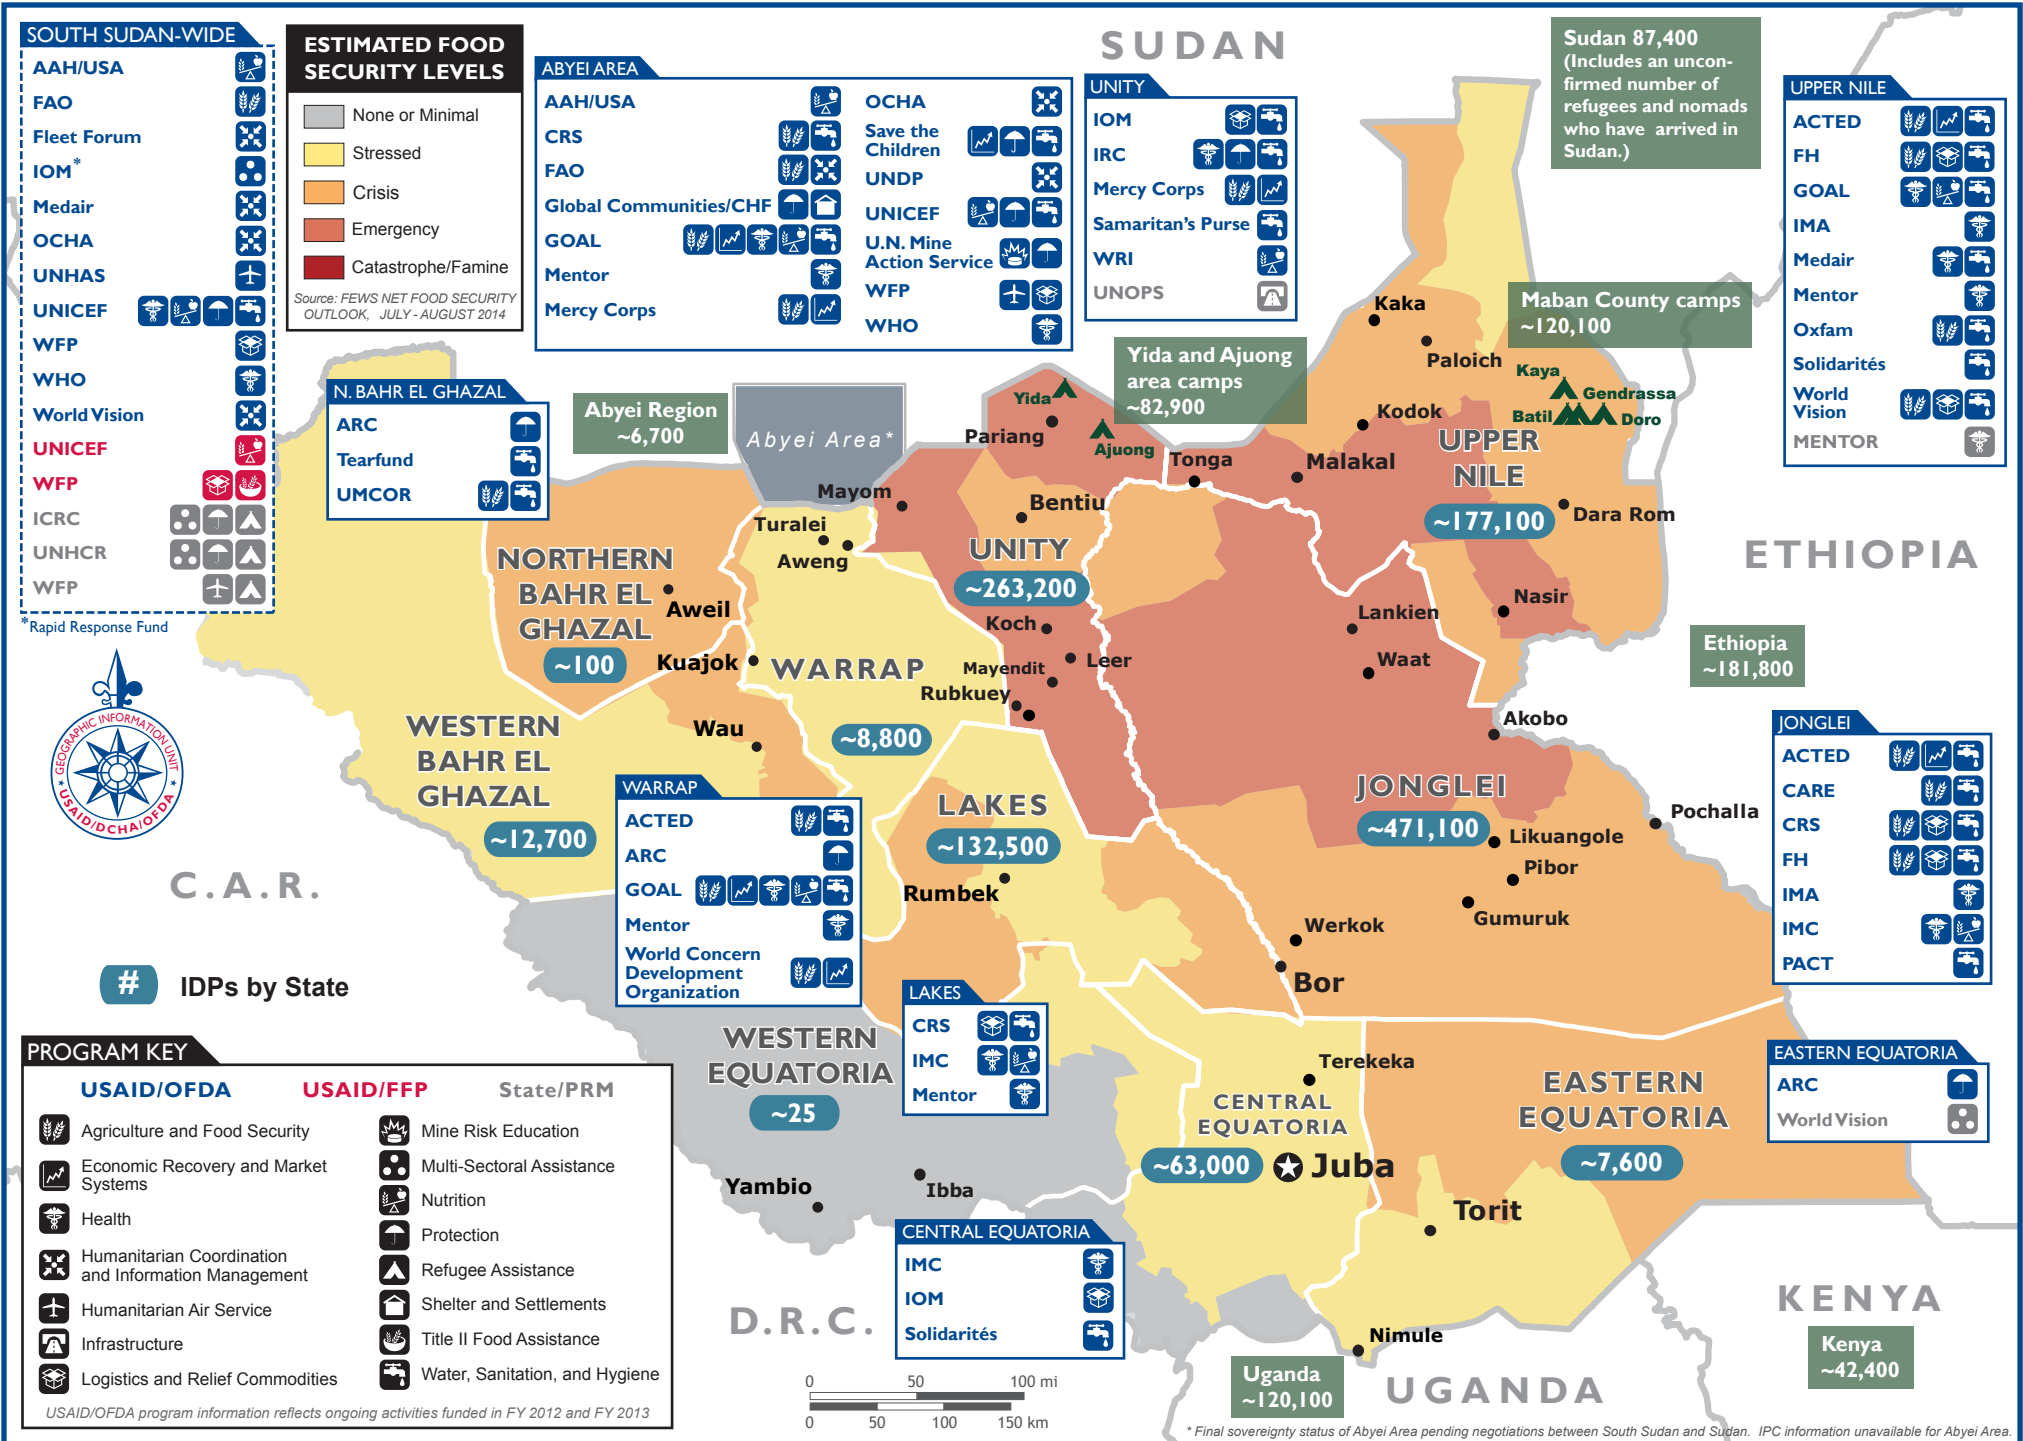 SOUTH SUDAN-WIDE
AAH/USA
FAO
Fleet Forum
IOM*
Medair
OCHA
UNHAS
UNICEF
WFP
WHO
World Vision
UNICEF
WFP
ICRC
UNHCR
WFP
*Rapid Response Fund
ESTIMATED FOOD
SECURITY LEVELS
None or Minimal
Stressed
Crisis
Emergency
Catastrophe/Famine
Source: FEWS NET FOOD SECURITY
OUTLOOK, JULY - AUGUST 2014
ABYEI AREA
AAH/USA
CRS
FAO
Global Communities/CHF
GOAL
Mentor
Mercy Corps
OCHA
Save the
Children
UNDP
UNICEF
U.N. Mine
Action Service
WFP
WHO
SUDAN
UNITY
IOM
IRC
Mercy Corps
Samaritan's Purse
WRI
UNOPS
Sudan 87,400
(Includes an uncon-
firmed number of
refugees and nomads
who have arrived in
Sudan.)
UPPER NILE
ACTED
FH
GOAL
IMA
Medair
Mentor
Oxfam
Solidarités
World
Vision
MENTOR
N. BAHR EL GHAZAL
ARC
Tearfund
UMCOR
Abyei Region
~6,700
Abyei Area*
Yida and Ajuong
area camps
~82,900
Maban County camps
~120,100
Kaka
Paloich
Kaya
Gendrassa
Batil
Doro
Yida
Pariang
Ajuong
Tonga
Kodok
Malakal
UPPER
NILE
~177,100
Dara Rom
Nasir
Mayom
Bentiu
UNITY
~263,200
Koch
Leer
Mayendit
Rubkuey
Turalei
Aweng
NORTHERN
BAHR EL
GHAZAL
~100
Aweil
Kuajok
WARRAP
~8,800
Wau
WESTERN
BAHR EL
GHAZAL
~12,700
Lankien
Waat
Akobo
ETHIOPIA
Ethiopia
~181,800
JONGLEI
~471,100
Likuangole
Pibor
Gumuruk
Pochalla
Werkok
Bor
LAKES
~132,500
Rumbek
WARRAP
ACTED
ARC
GOAL
Mentor
World Concern
Development
Organization
JONGLEI
ACTED
CARE
CRS
FH
IMA
IMC
PACT
GEOGRAPHIC INFORMATION UNIT
USAID/DCHA/OFDA
C.A.R.
# IDPs by State
LAKES
CRS
IMC
Mentor
WESTERN
EQUATORIA
~25
Yambio
Ibba
Terekeka
CENTRAL
EQUATORIA
~63,000
Juba
EASTERN
EQUATORIA
~7,600
Torit
Nimule
EASTERN EQUATORIA
ARC
World Vision
CENTRAL EQUATORIA
IMC
IOM
Solidarités
D.R.C.
UGANDA
Uganda
~120,100
KENYA
Kenya
~42,400
PROGRAM KEY
USAID/OFDA USAID/FFP State/PRM
Agriculture and Food Security
Economic Recovery and Market
Systems
Health
Humanitarian Coordination
and Information Management
Humanitarian Air Service
Infrastructure
Logistics and Relief Commodities
Mine Risk Education
Multi-Sectoral Assistance
Nutrition
Protection
Refugee Assistance
Shelter and Settlements
Title II Food Assistance
Water, Sanitation, and Hygiene
USAID/OFDA program information reflects ongoing activities funded in FY 2012 and FY 2013
0 50 100 mi
0 50 100 150 km
* Final sovereignty status of Abyei Area pending negotiations between South Sudan and Sudan. IPC information unavailable for Abyei Area.